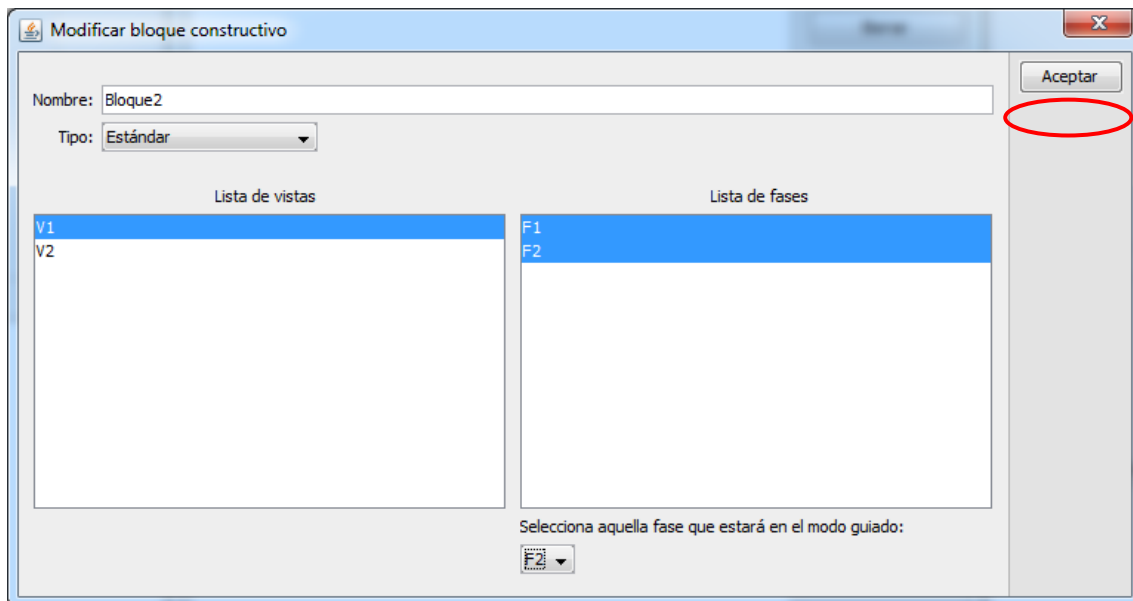 Modificar bloque constructivo
X
Aceptar
Nombre: Bloque2
Tipo: Estándar
Lista de vistas
Lista de fases
V1
V2
F1
F2
Selecciona aquella fase que estará en el modo guiado:
F2